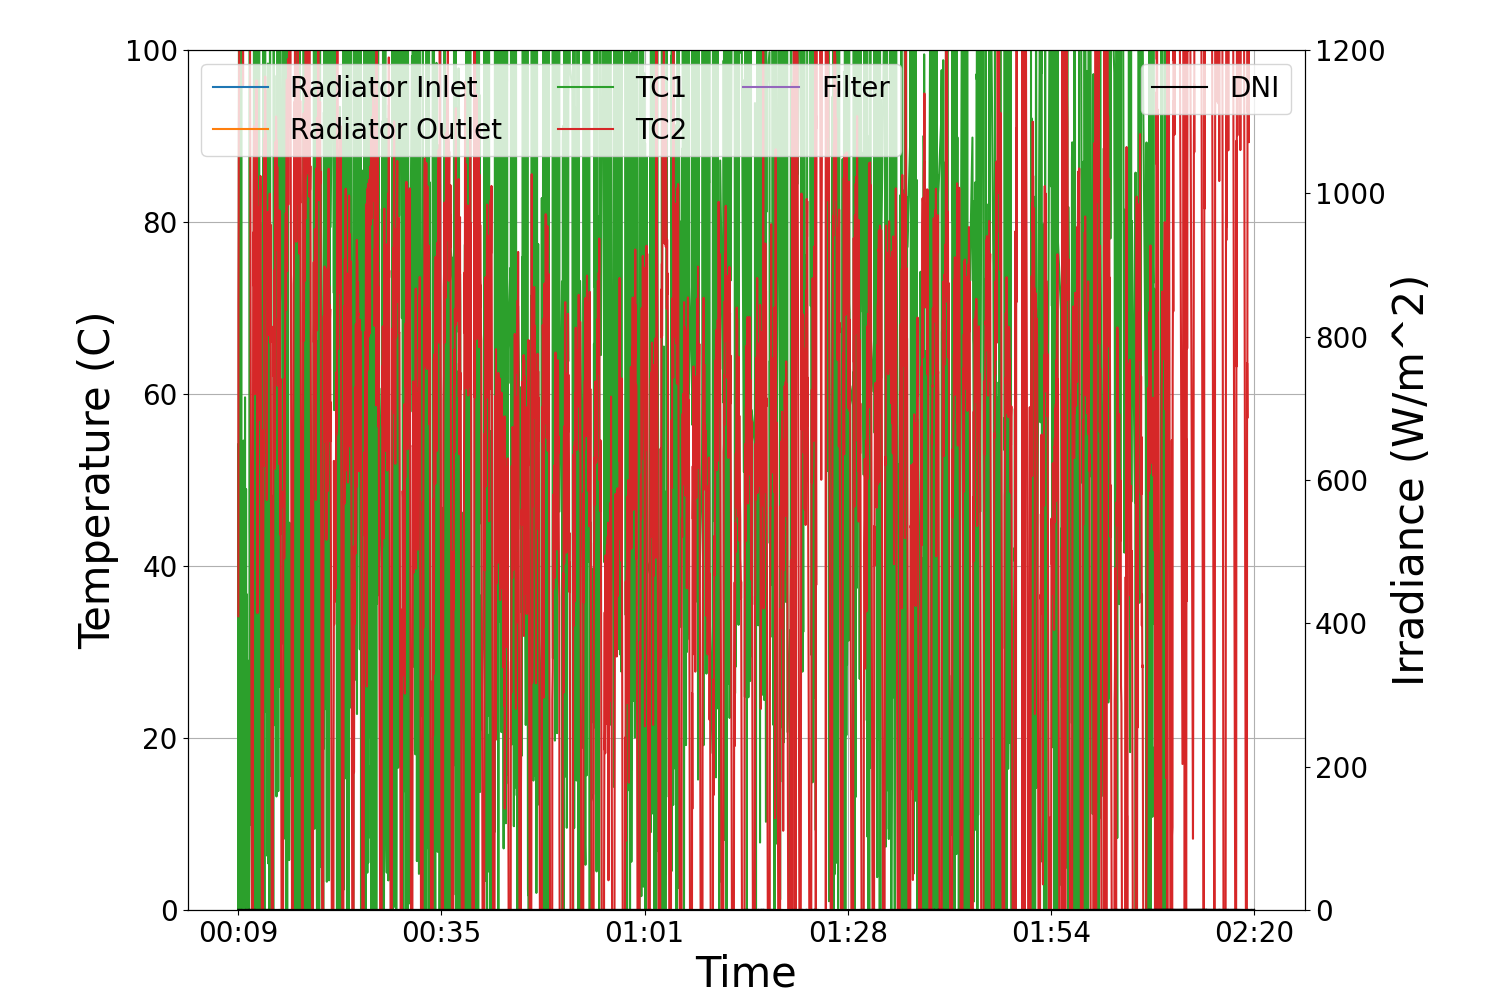 100
80
60
40
20
0
Temperature (C)
Radiator Inlet
Radiator Outlet
TC1
TC2
Filter
DNI
1200
1000
800
600
400
200
0
Irradiance (W/m^2)
00:09 00:35 01:01 01:28 01:54 02:20
Time